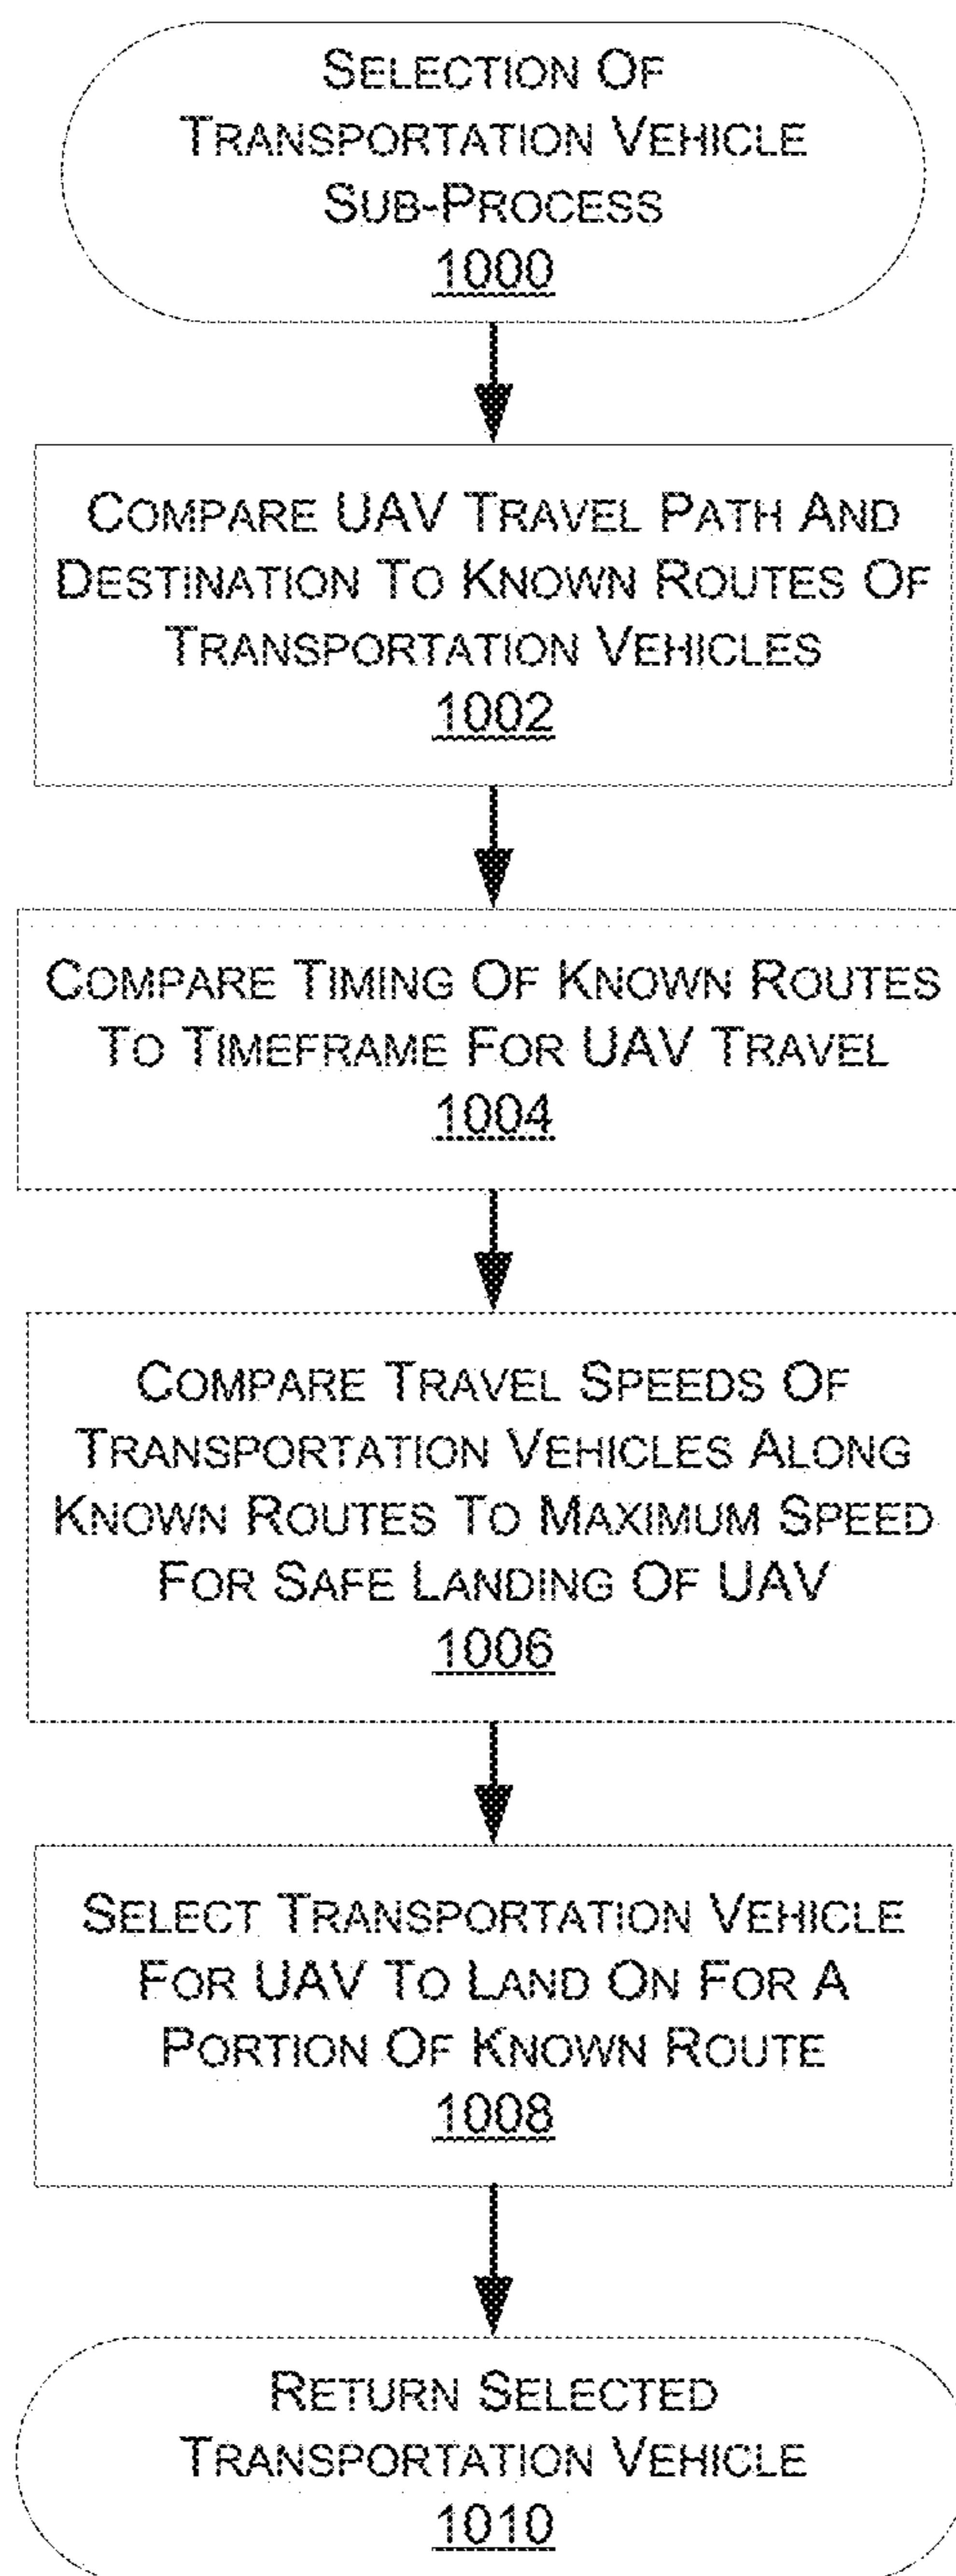 SELECTION OF
TRANSPORTATION VEHICLE
SUB-PROCESS
1000
COMPARE UAV TRAVEL PATH AND
DESTINATION TO KNOWN ROUTES OF
TRANSPORTATION VEHICLES
1002
COMPARE TIMING OF KNOWN ROUTES
TO TIMEFRAME FOR UAV TRAVEL
1004
COMPARE TRAVEL SPEEDS OF
TRANSPORTATION VEHICLES ALONG
KNOWN ROUTES TO MAXIMUM SPEED
FOR SAFE LANDING OF UAV
1006
SELECT TRANSPORTATION VEHICLE
FOR UAV TO LAND ON FOR A
PORTION OF KNOWN ROUTE
1008
RETURN SELECTED
TRANSPORTATION VEHICLE
1010